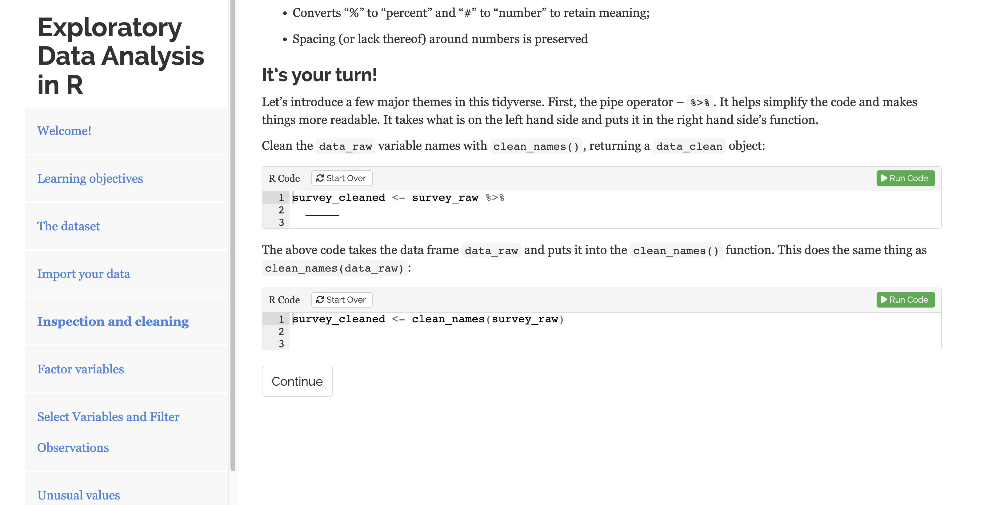 Exploratory
Data Analysis
in R
Welcome!
Learning objectives
The dataset
Import your data
Inspection and cleaning
Factor variables
Select Variables and Filter
Observations
Unusual values
• Converts “%” to “percent” and “#” to “number” to retain meaning;
• Spacing (or lack thereof) around numbers is preserved
It’s your turn!
Let’s introduce a few major themes in this tidyverse. First, the pipe operator – %>% . It helps simplify the code and makes
things more readable. It takes what is on the left hand side and puts it in the right hand side’s function.
Clean the data_raw variable names with clean_names() , returning a data_clean object:
R Code Start Over Run Code
1 survey_cleaned <- survey_raw %>%
2 _____
3
The above code takes the data frame data_raw and puts it into the clean_names() function. This does the same thing as
clean_names(data_raw) :
R Code Start Over Run Code
1 survey_cleaned <- clean_names(survey_raw)
2
3
Continue